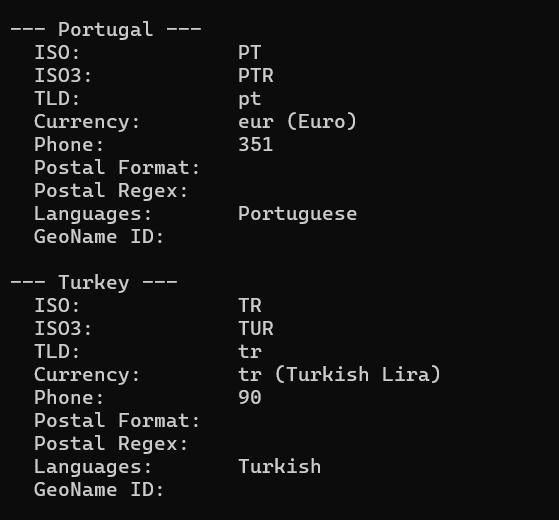 --- Portugal ---
ISO: PT
ISO3: PTR
TLD: pt
Currency: eur (Euro)
Phone: 351
Postal Format:
Postal Regex:
Languages: Portuguese
GeoName ID:
--- Turkey ---
ISO: TR
ISO3: TUR
TLD: tr
Currency: tr (Turkish Lira)
Phone: 90
Postal Format:
Postal Regex:
Languages: Turkish
GeoName ID: